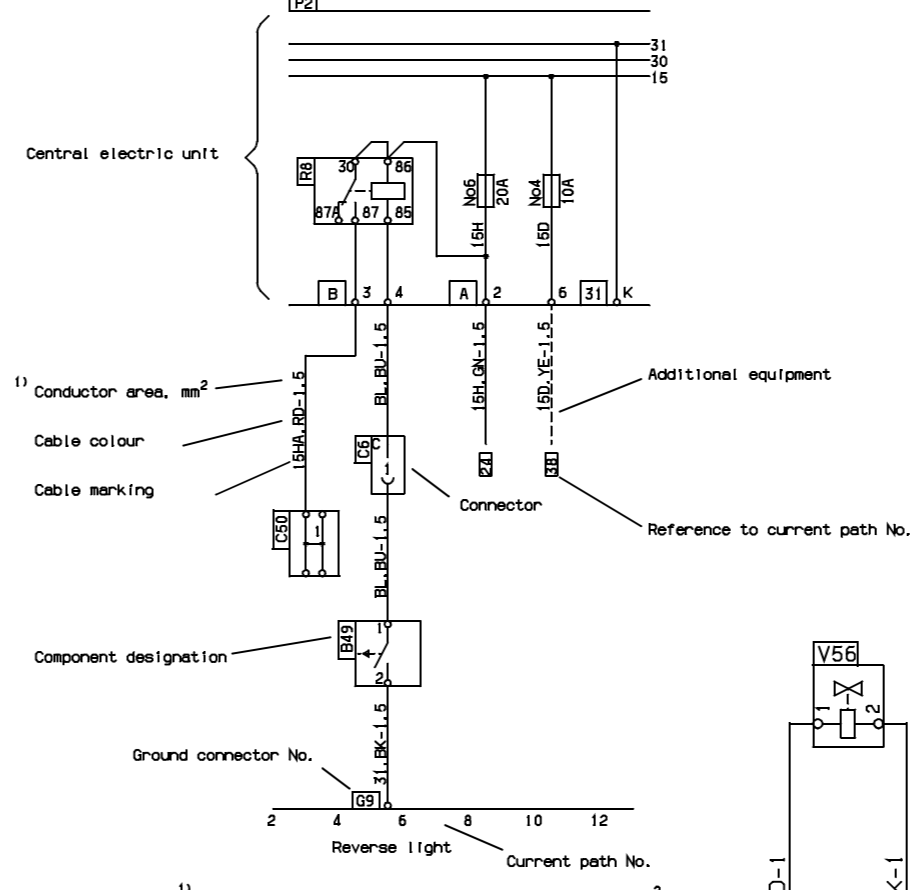 P2
31
30
15
Central electric unit
R8
30
86
87A
87
85
No6
20A
No4
10A
15H
15D
B
3
4
A
2
6
31
K
15HA.RD-1,5
BL.BU-1,5
15H.GN-1,5
15D.YE-1,5
1) Conductor area, mm2
Cable colour
Cable marking
Additional equipment
C6
C
1
24
38
Connector
Reference to current path No.
C50
1
BL.BU-1,5
B49
1
2
Component designation
V56
1
2
31.BK-1,5
Ground connector No.
G9
2 4 6 8 10 12
Reverse light
Current path No.
1)
2
D-1
K-1